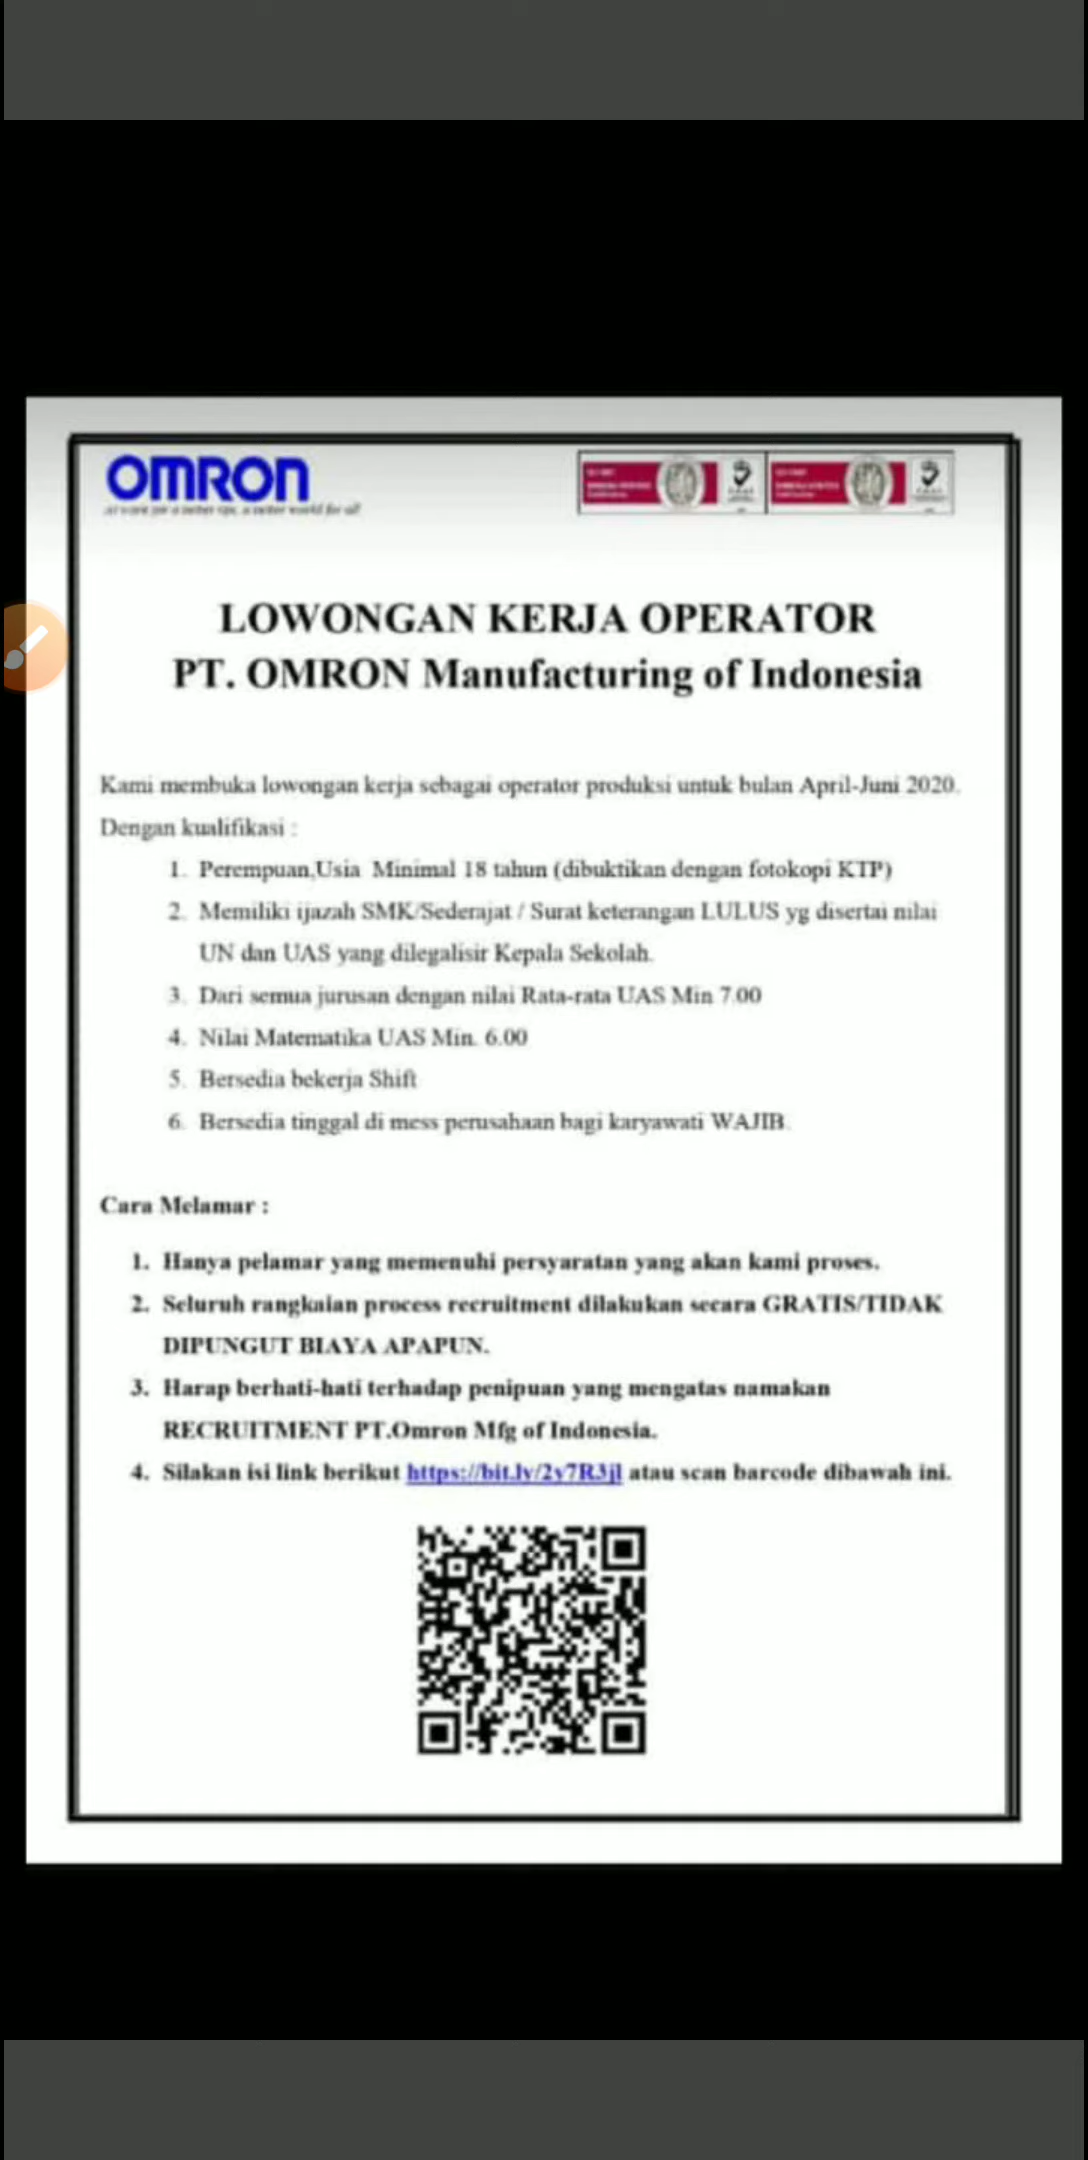 OMRON
LOWONGAN KERJA OPERATOR
PT. OMRON Manufacturing of Indonesia
Kami membuka lowongan kerja sebagai operator produksi untuk bulan April-Juni 2020.
Dengan kualifikasi :
1. Perempuan,Usia Minimal 18 tahun (dibuktikan dengan fotokopi KTP)
2. Memiliki ijazah SMK/Sederajat / Surat keterangan LULUS yg disertai nilai
UN dan UAS yang dilegalisir Kepala Sekolah.
3. Dari semua jurusan dengan nilai Rata-rata UAS Min 7.00
4. Nilai Matematika UAS Min. 6.00
5. Bersedia bekerja Shift
6. Bersedia tinggal di mess perusahaan bagi karyawati WAJIB.
Cara Melamar :
1. Hanya pelamar yang memenuhi persyaratan yang akan kami proses.
2. Seluruh rangkaian process recruitment dilakukan secara GRATIS/TIDAK
DIPUNGUT BIAYA APAPUN.
3. Harap berhati-hati terhadap penipuan yang mengatas namakan
RECRUITMENT PT.Omron Mfg of Indonesia.
4. Silakan isi link berikut https://bit.ly/2y7R3jl atau scan barcode dibawah ini.